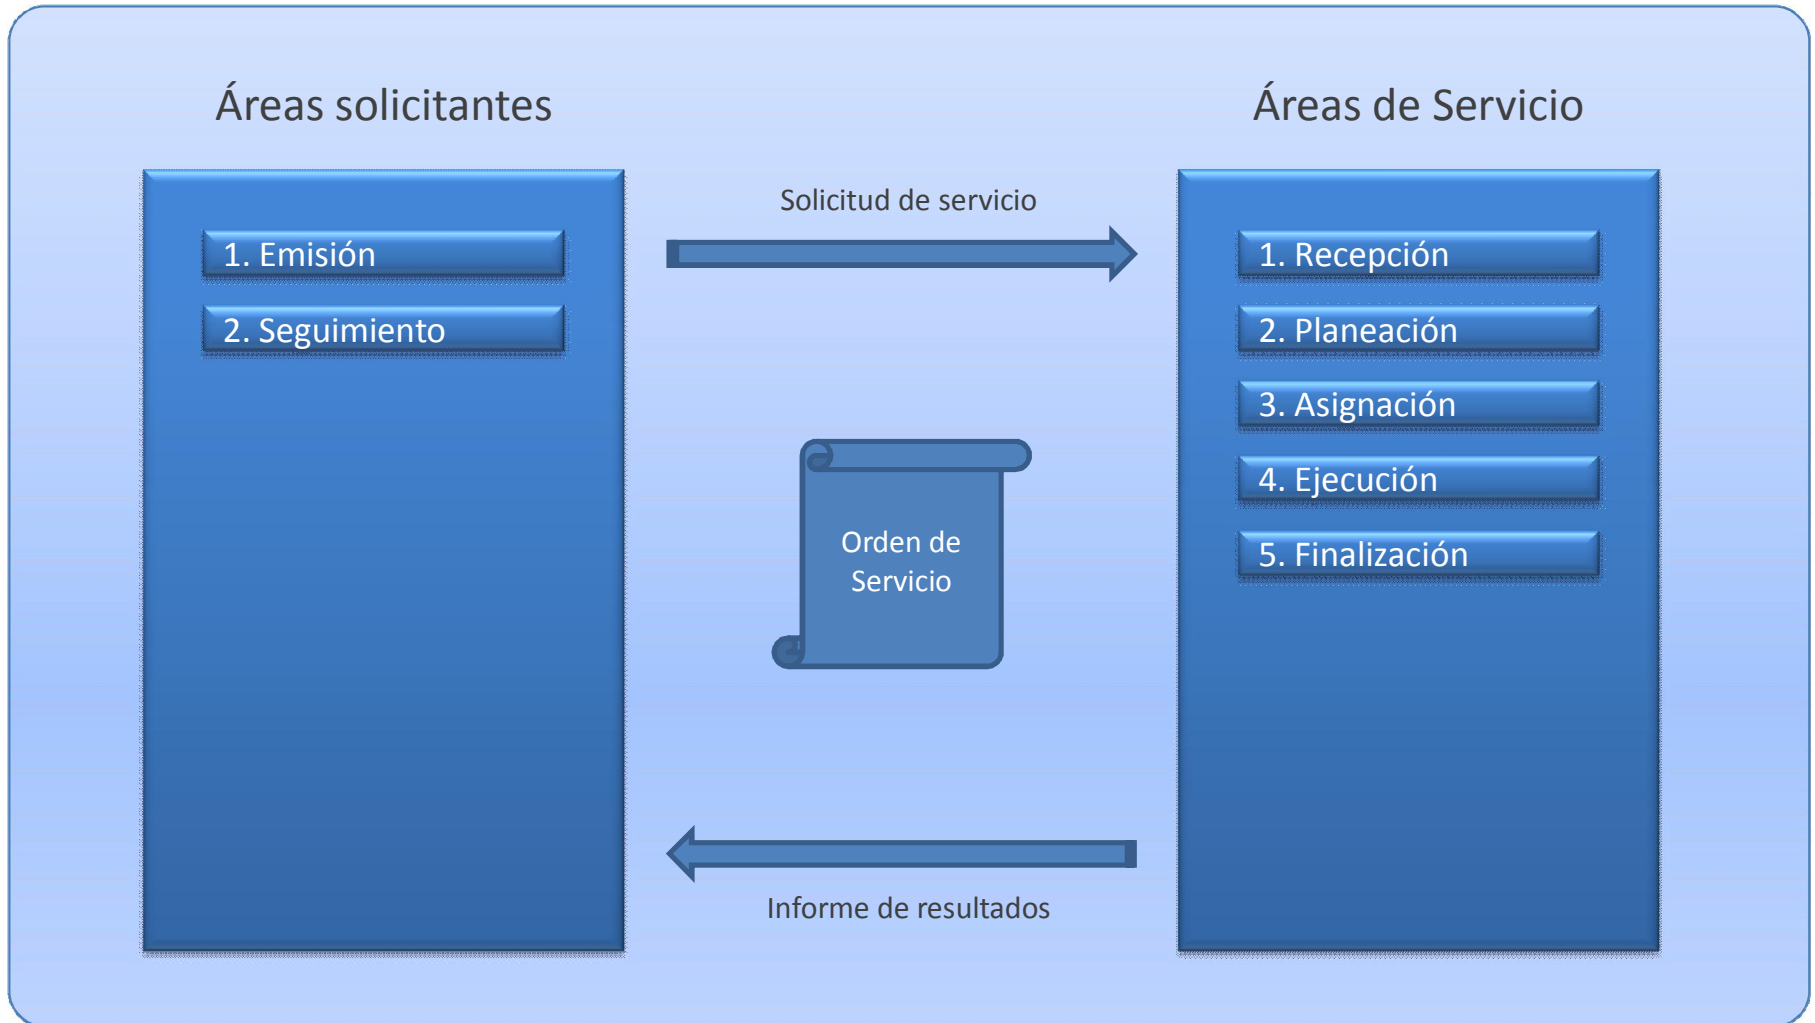 Áreas solicitantes
1. Emisión
2. Seguimiento
Solicitud de servicio
Orden de
Servicio
Informe de resultados
Áreas de Servicio
1. Recepción
2. Planeación
3. Asignación
4. Ejecución
5. Finalización